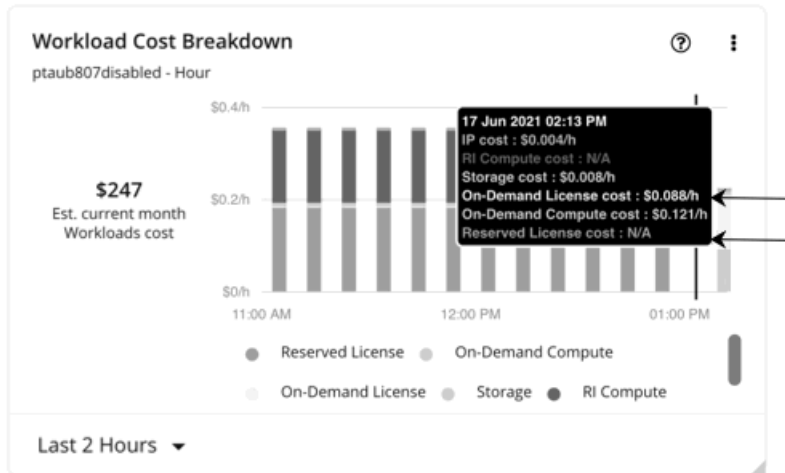 Workload Cost Breakdown
ptaub807disabled - Hour
$0.4/h
17 Jun 2021 02:13 PM
IP cost : $0.004/h
RI Compute cost : N/A
Storage cost : $0.008/h
On-Demand License cost : $0.088/h
On-Demand Compute cost : $0.121/h
Reserved License cost : N/A
$247
Est. current month
Workloads cost
$0.2/h
$0/h
11:00 AM 12:00 PM 01:00 PM
Reserved License On-Demand Compute
On-Demand License Storage RI Compute
Last 2 Hours